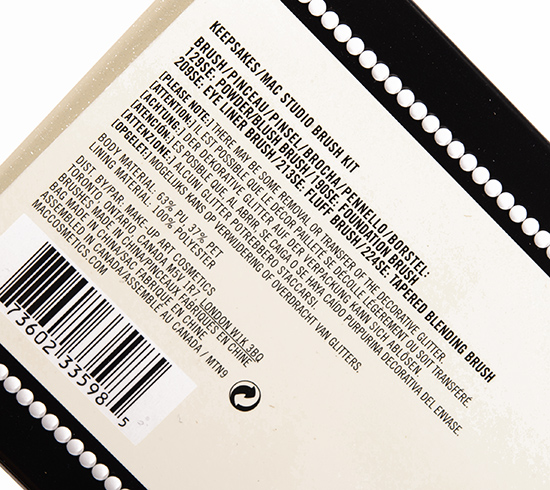 KEEPSAKES/MAC STUDIO BRUSH KIT
BRUSH/PINCEAU/PINSEL/BROCHA/PENNELLO/BORSTEL:
129SE: POWDER/BLUSH BRUSH/190SE: FOUNDATION BRUSH
209SE: EYE LINER BRUSH/213SE: FLUFF BRUSH/224SE: TAPERED BLENDING BRUSH
[PLEASE NOTE:] THERE MAY BE SOME REMOVAL OR TRANSFER OF THE DECORATIVE GLITTER.
[ATTENTION:] IL EST POSSIBLE QUE LE DÉCOR PAILLETÉ SE DÉCOLLE LÉGÈREMENT OU SOIT TRANSFÉRÉ.
[ACHTUNG:] DER DEKORATIVE GLITTER AUF DER VERPACKUNG KANN SICH ABLÖSEN.
[ATENCIÓN:] ES POSIBLE QUE, AL ABRIR, SE CAIGA O SE HAYA CAÍDO PURPURINA DECORATIVA DEL ENVASE.
[ATTENZIONE:] ALCUNI GLITTER POTREBBERO STACCARSI.
[OPGELET:] MOGELIJKS KANS OP VERWIJDERING OF OVERDRACHT VAN GLITTERS.
BODY MATERIAL: 63% PU, 37% PET
LINING MATERIAL: 100% POLYESTER
DIST. BY/PAR. MAKE-UP ART COSMETICS
TORONTO, ONTARIO, CANADA M5V 1R7 LONDON, W1K 3BQ
BRUSHES MADE IN CHINA/PINCEAUX FABRIQUES EN CHINE
BAG MADE IN CHINA/SAC FABRIQUE EN CHINE
ASSEMBLED IN CANADA/ASSEMBLÉ AU CANADA / MTN9
MACCOSMETICS.COM
73602 33598 5